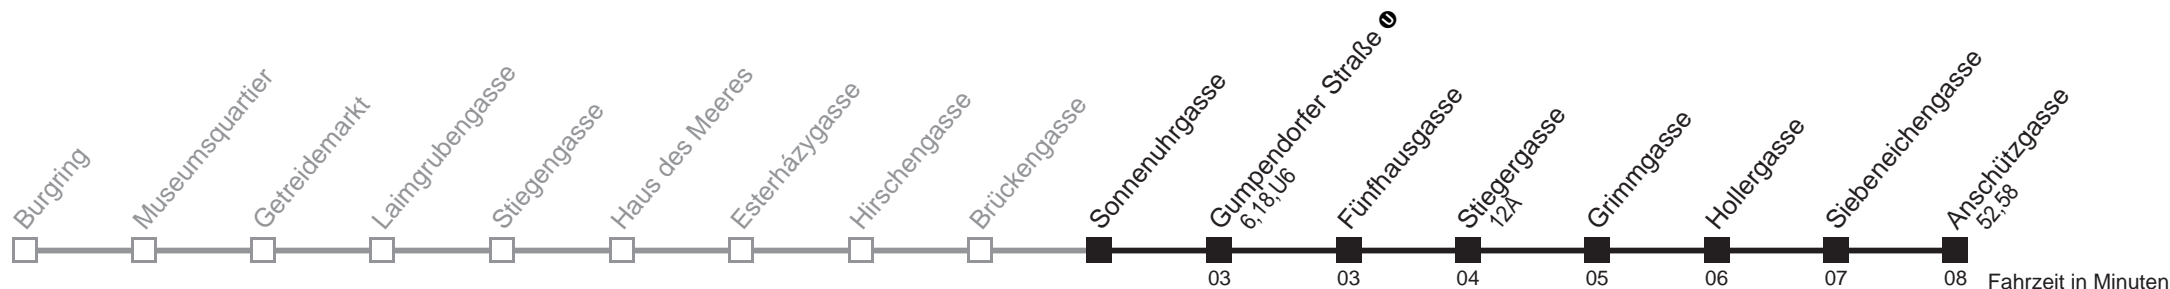 Burgring
Museumsquartier
Getreidemarkt
Laimgrubengasse
Stiegengasse
Haus des Meeres
Esterházygasse
Hirschengasse
Brückengasse
Sonnenuhrgasse
Gumpendorfer Straße U
6,18,U6
Fünfhausgasse
Stiegergasse
12A
Grimmgasse
Hollergasse
Siebeneichengasse
Anschützgasse
52,58
03 03 04 05 06 07 08 Fahrzeit in Minuten